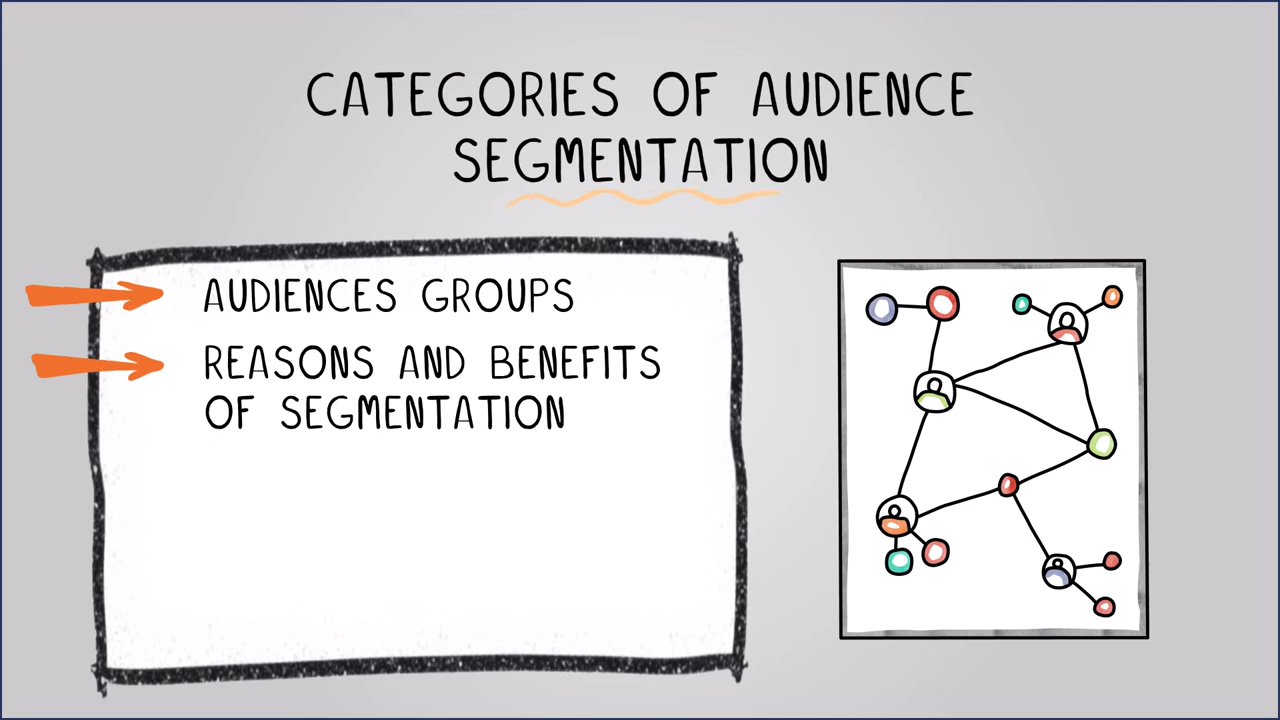 CATEGORIES OF AUDIENCE
SEGMENTATION
AUDIENCES GROUPS
REASONS AND BENEFITS
OF SEGMENTATION